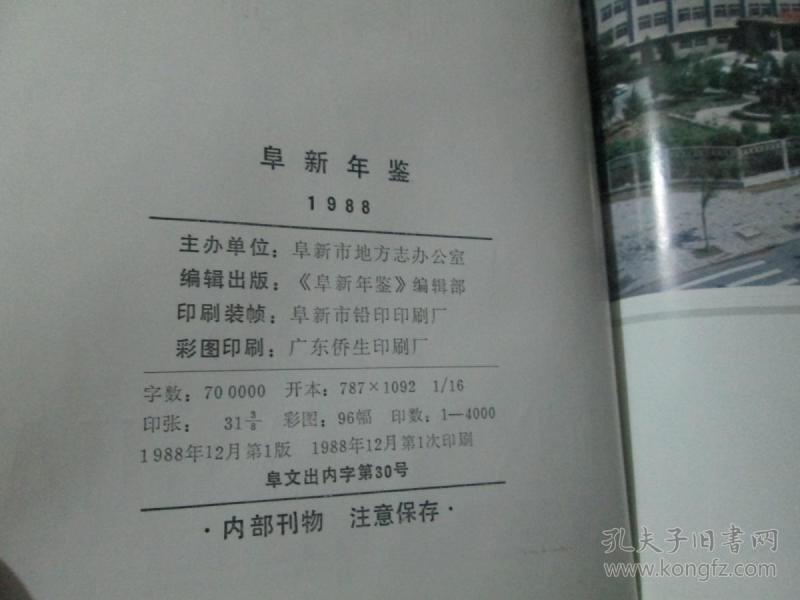 阜新年鉴
1988
主办单位：阜新市地方志办公室
编辑出版：《阜新年鉴》编辑部
印刷装帧：阜新市铅印印刷厂
彩图印刷：广东侨生印刷厂
字数：700000 开本：787×1092 1/16
印张：31 3/8 彩图：96幅 印数：1—4000
1988年12月第1版 1988年12月第1次印刷
阜文出内字第30号
·内部刊物 注意保存·
孔夫子旧书网
www.kongfz.com